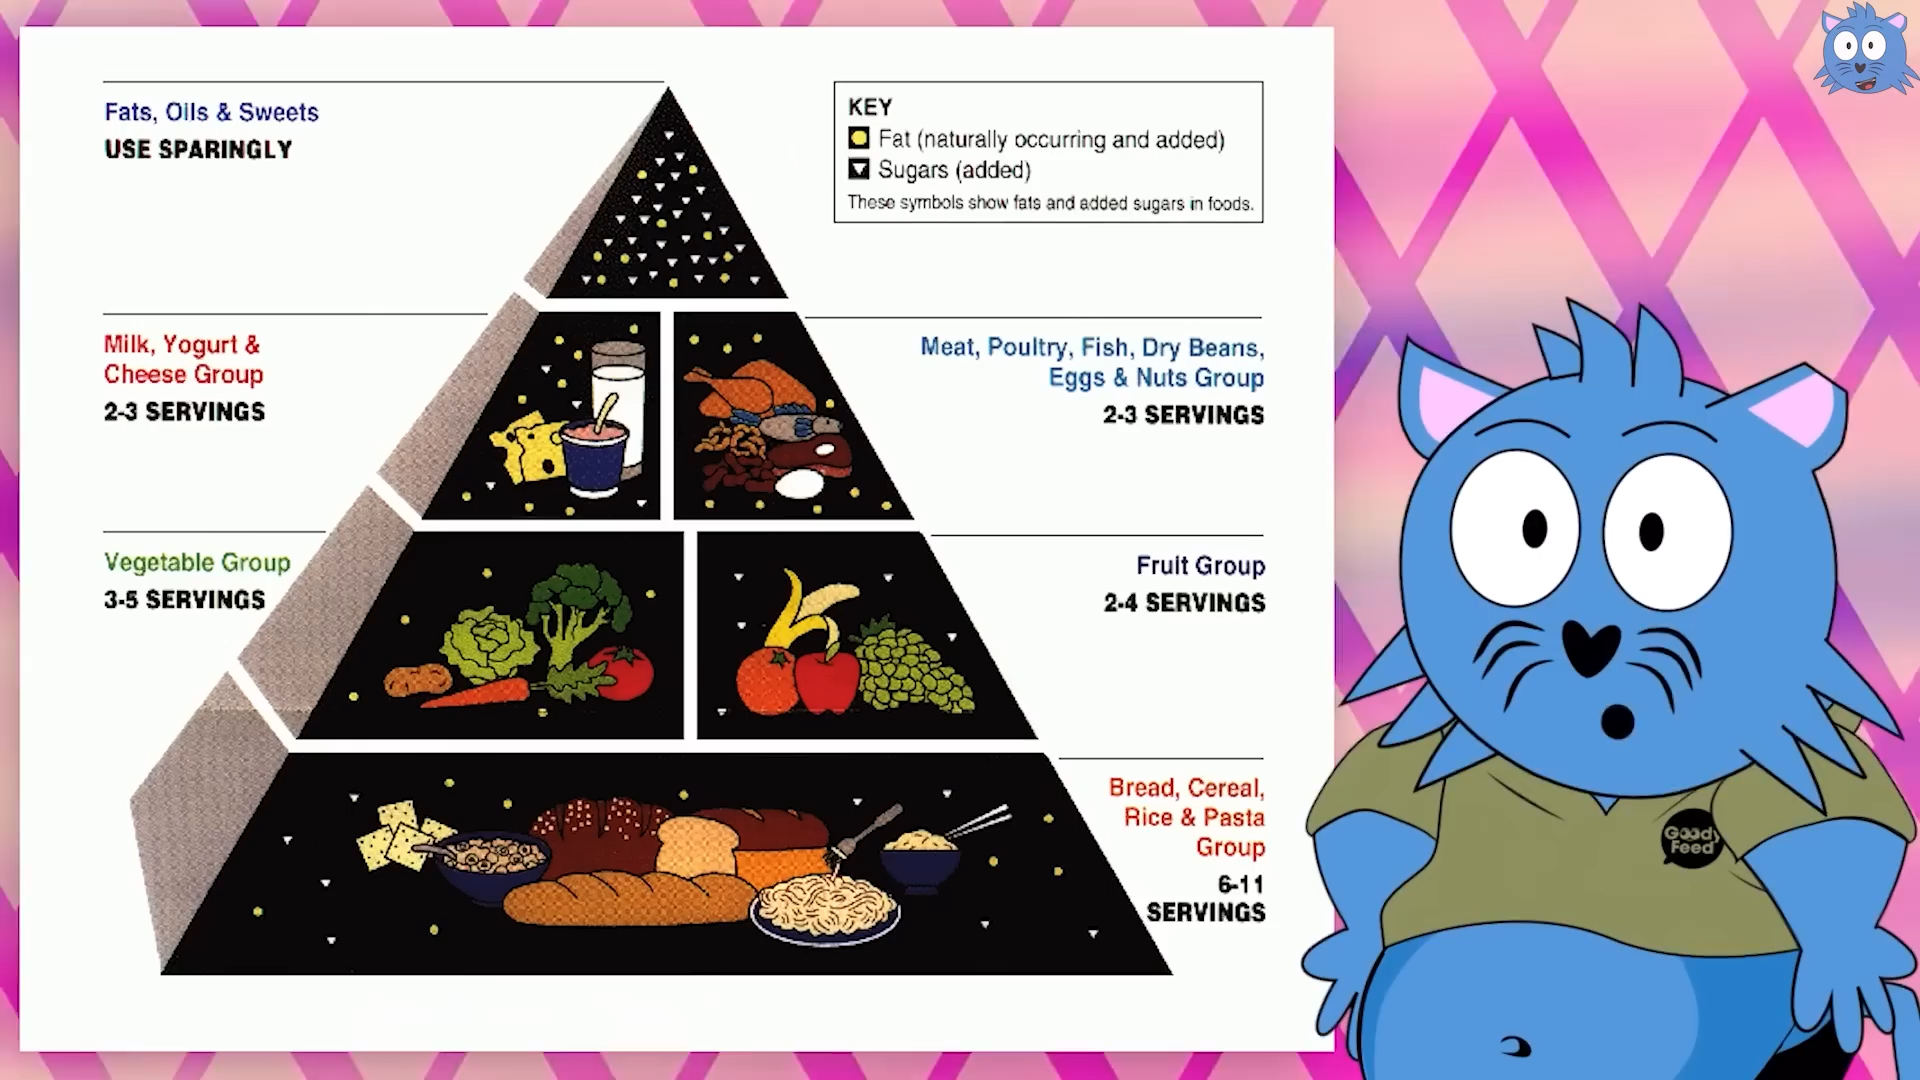 Fats, Oils & Sweets
USE SPARINGLY
KEY
Fat (naturally occurring and added)
Sugars (added)
These symbols show fats and added sugars in foods.
Milk, Yogurt &
Cheese Group
2-3 SERVINGS
Meat, Poultry, Fish, Dry Beans,
Eggs & Nuts Group
2-3 SERVINGS
Vegetable Group
3-5 SERVINGS
Fruit Group
2-4 SERVINGS
Bread, Cereal,
Rice & Pasta
Group
6-11
SERVINGS
Goody
Feed